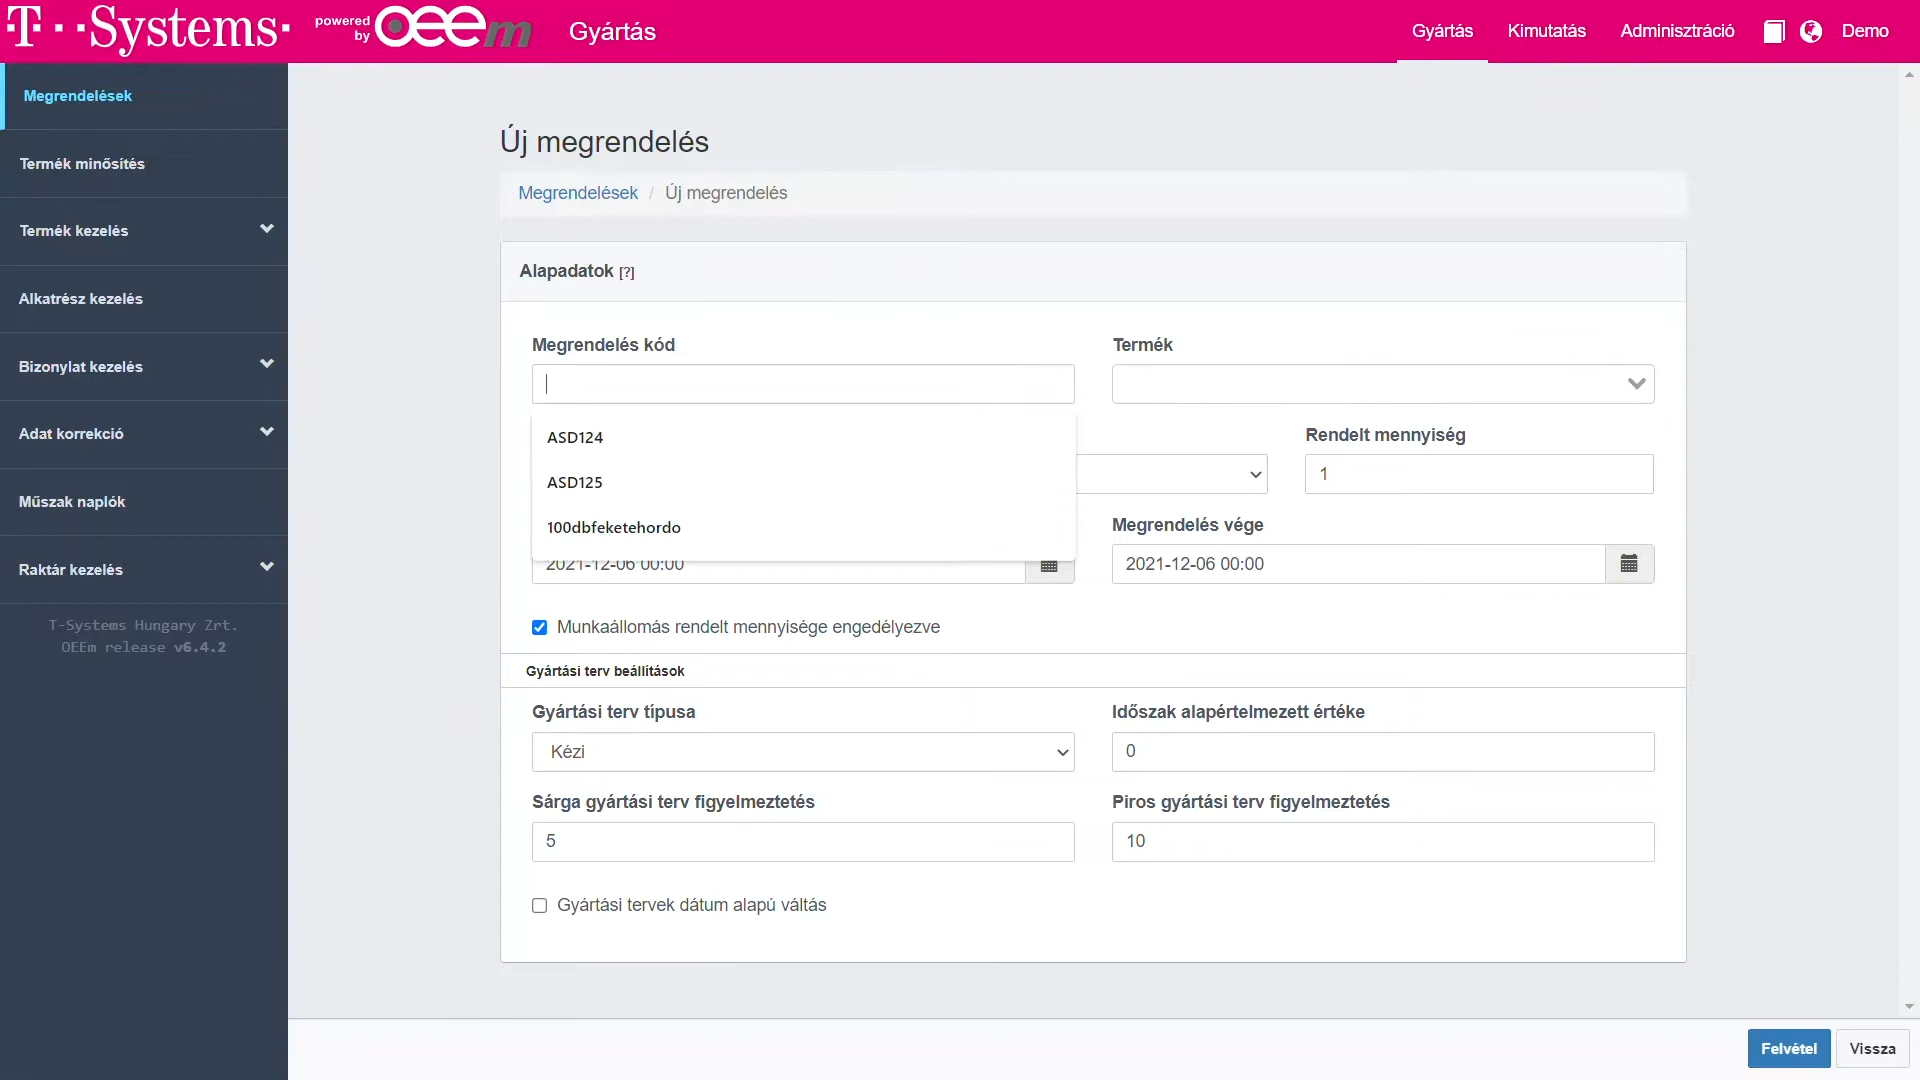 T · · Systems · powered by OEEm Gyártás Gyártás Kimutatás Adminisztráció Demo
Megrendelések
Termék minősítés
Termék kezelés
Alkatrész kezelés
Bizonylat kezelés
Adat korrekció
Műszak naplók
Raktár kezelés
T-Systems Hungary Zrt.
OEEm release v6.4.2
Új megrendelés
Megrendelések / Új megrendelés
Alapadatok [?]
Megrendelés kód Termék
ASD124
ASD125
100dbfeketehordo
Rendelt mennyiség
1
Megrendelés vége
2021-12-06 00:00 2021-12-06 00:00
Munkaállomás rendelt mennyisége engedélyezve
Gyártási terv beállítások
Gyártási terv típusa Időszak alapértelmezett értéke
Kézi 0
Sárga gyártási terv figyelmeztetés Piros gyártási terv figyelmeztetés
5 10
Gyártási tervek dátum alapú váltás
Felvétel Vissza